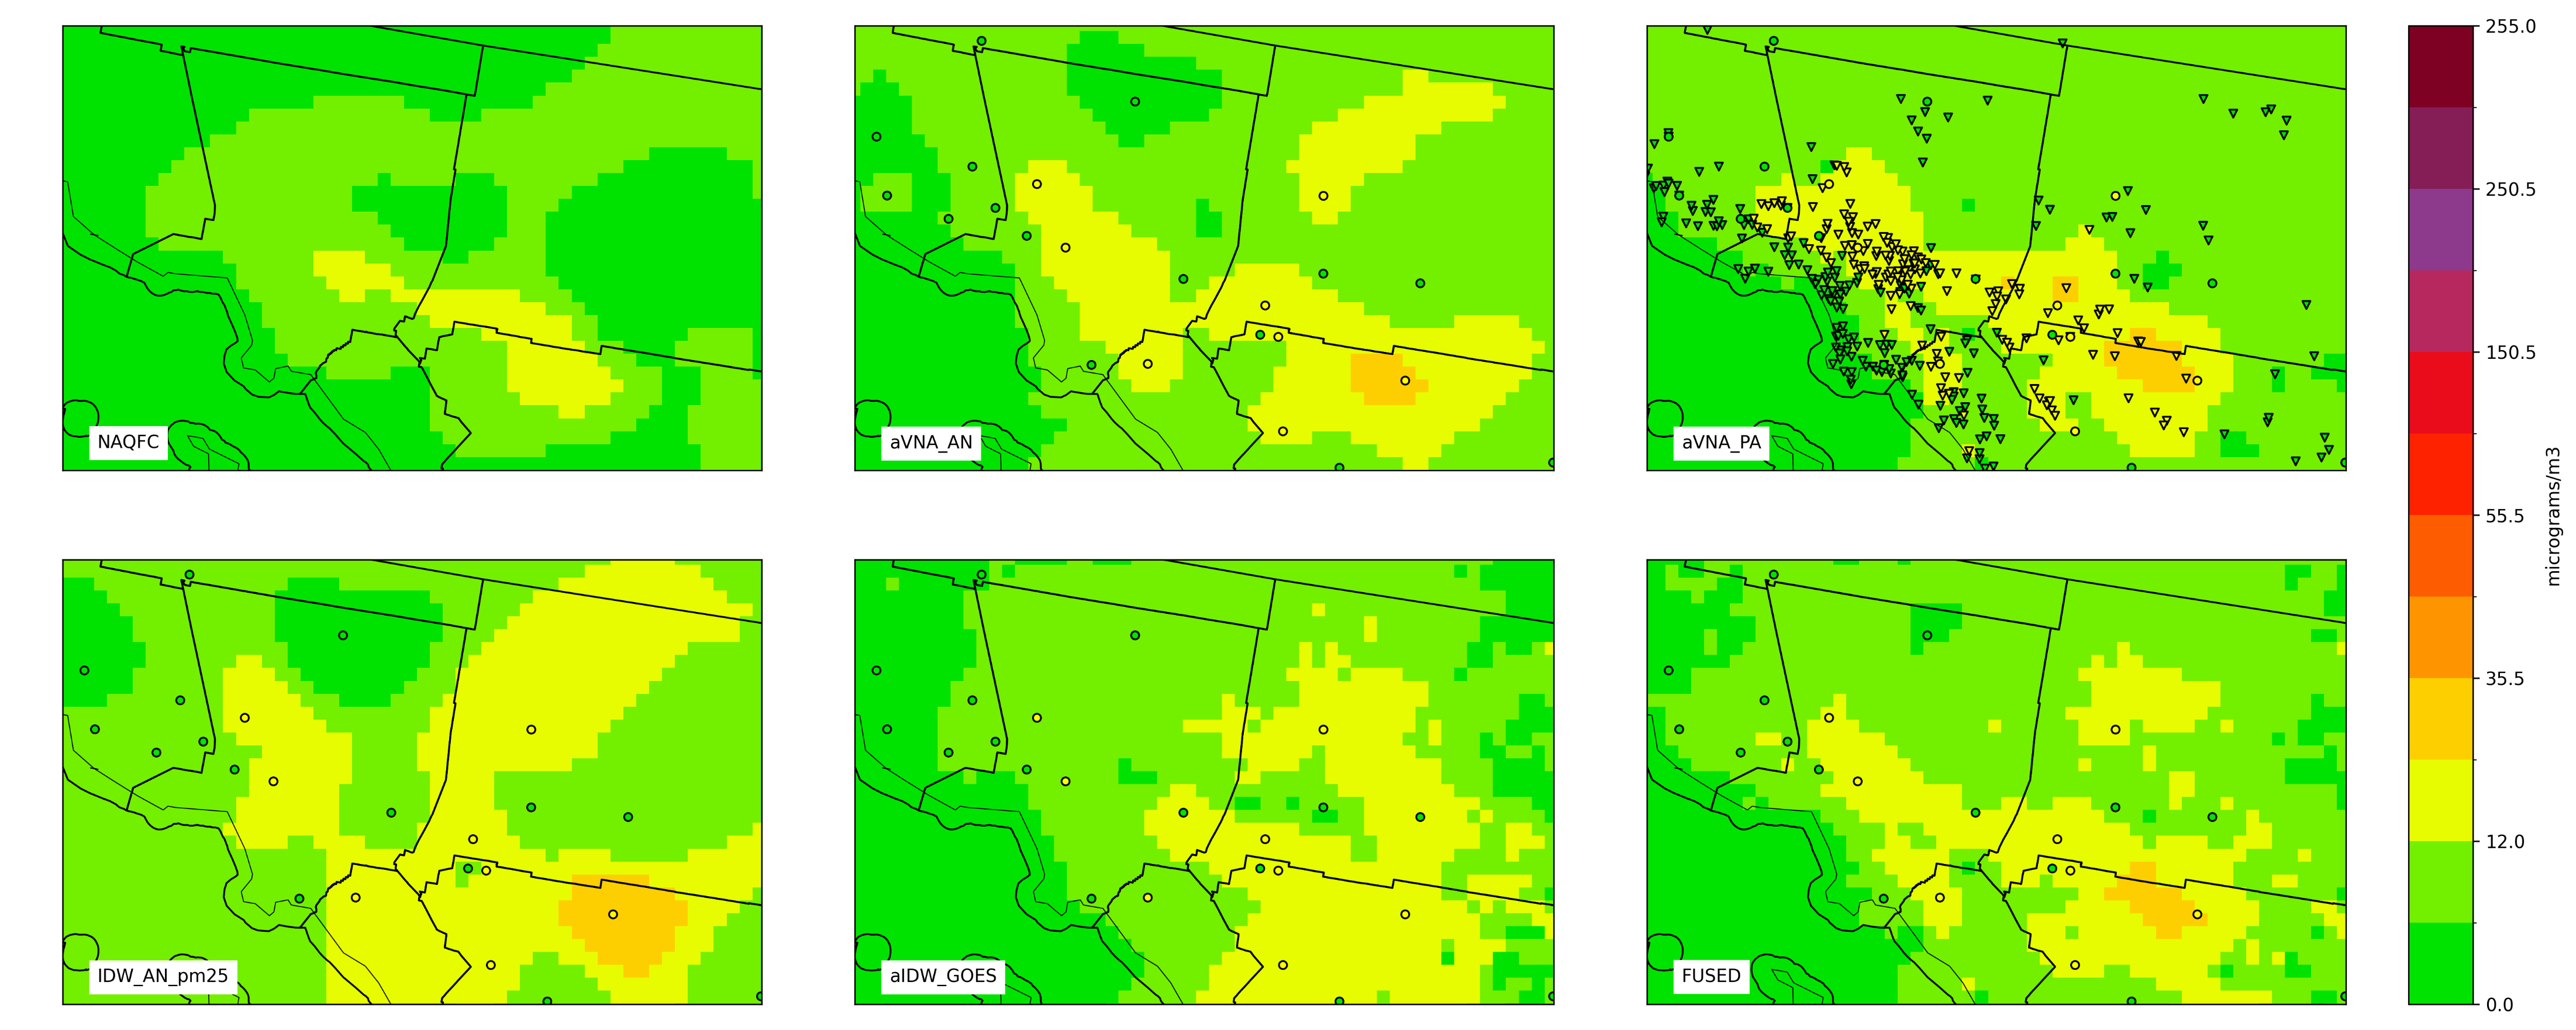 NAQFC
aVNA_AN
aVNA_PA
IDW_AN_pm25
aIDW_GOES
FUSED
255.0
250.5
150.5
55.5
35.5
12.0
0.0
micrograms/m3